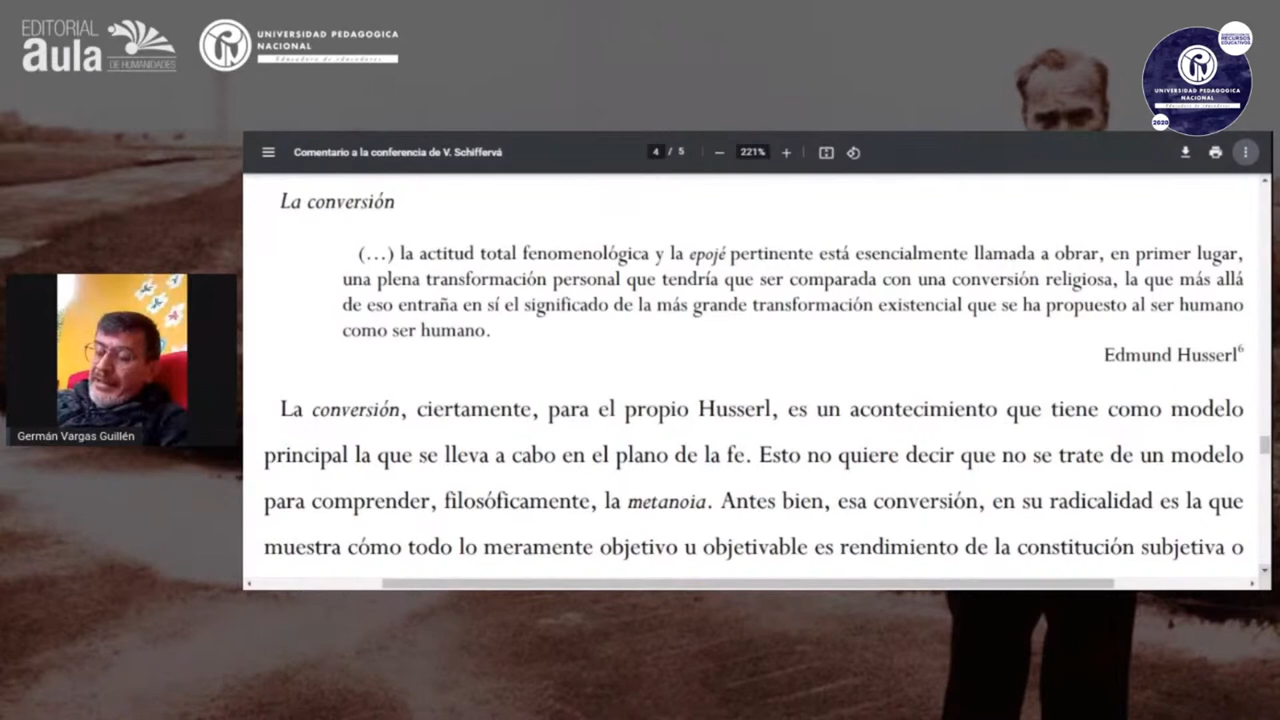 EDITORIAL
aula
DE HUMANIDADES
UNIVERSIDAD PEDAGOGICA
NACIONAL
Educadora de educadores
RECURSOS
EDUCATIVOS
UNIVERSIDAD PEDAGOGICA
NACIONAL
2020
Comentario a la conferencia de V. Schiffervà
4 / 5
221%
La conversión
(…) la actitud total fenomenológica y la epojé pertinente está esencialmente llamada a obrar, en primer lugar,
una plena transformación personal que tendría que ser comparada con una conversión religiosa, la que más allá
de eso entraña en sí el significado de la más grande transformación existencial que se ha propuesto al ser humano
como ser humano.
Edmund Husserl6
La conversión, ciertamente, para el propio Husserl, es un acontecimiento que tiene como modelo
principal la que se lleva a cabo en el plano de la fe. Esto no quiere decir que no se trate de un modelo
para comprender, filosóficamente, la metanoia. Antes bien, esa conversión, en su radicalidad es la que
muestra cómo todo lo meramente objetivo u objetivable es rendimiento de la constitución subjetiva o
Germán Vargas Guillén